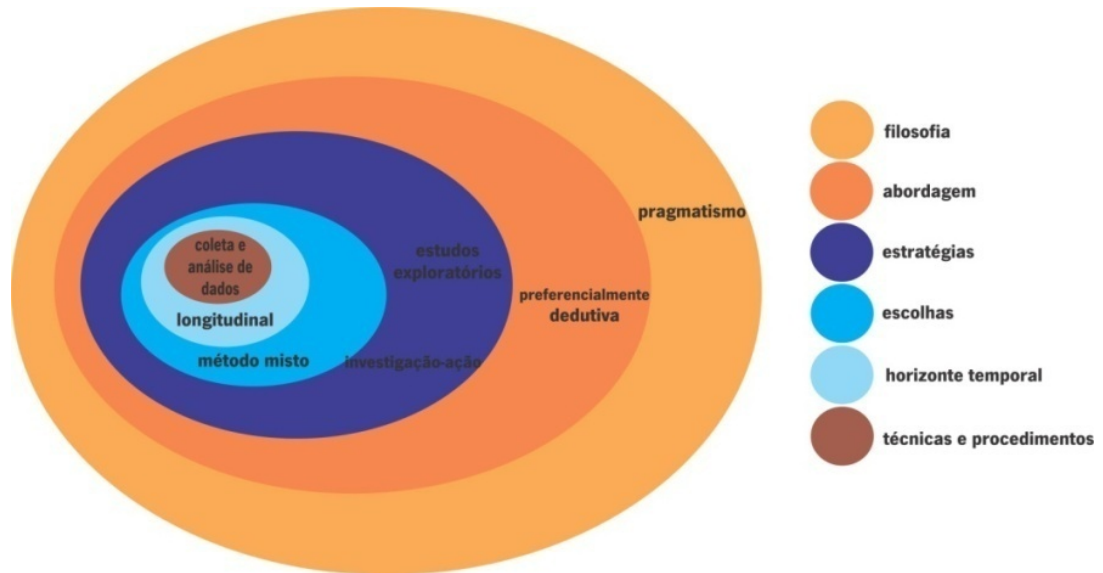 pragmatismo
estudos
exploratórios
preferencialmente
dedutiva
coleta e
análise de
dados
longitudinal
método misto
investigação-ação
filosofia
abordagem
estratégias
escolhas
horizonte temporal
técnicas e procedimentos